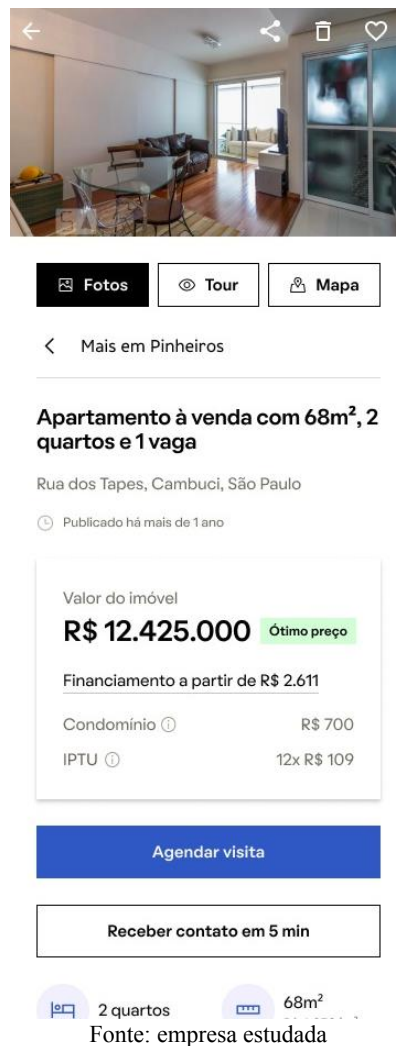 Fotos
Tour
Mapa
Mais em Pinheiros
Apartamento à venda com 68m², 2
quartos e 1 vaga
Rua dos Tapes, Cambuci, São Paulo
Publicado há mais de 1 ano
Valor do imóvel
R$ 12.425.000 Ótimo preço
Financiamento a partir de R$ 2.611
Condomínio R$ 700
IPTU 12x R$ 109
Agendar visita
Receber contato em 5 min
2 quartos
68m²
Fonte: empresa estudada